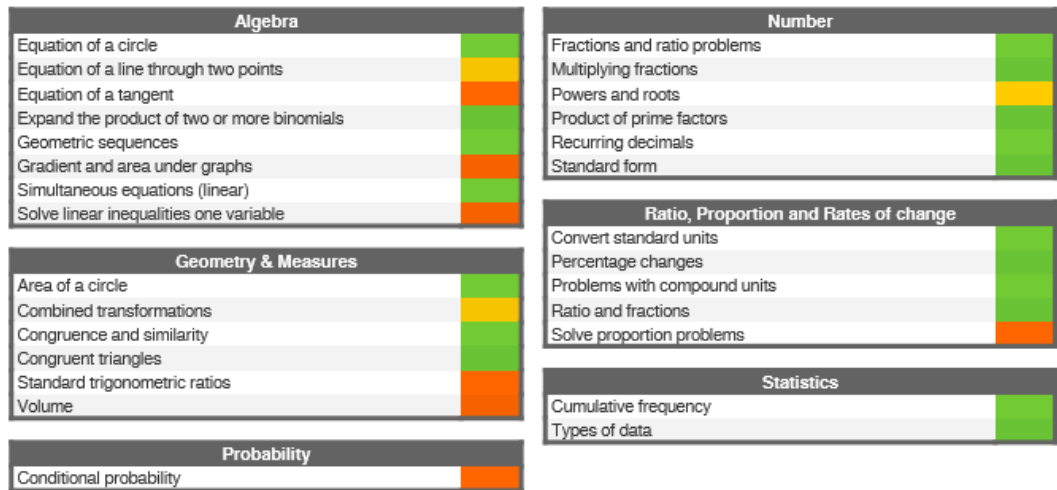 Algebra
Equation of a circle
Equation of a line through two points
Equation of a tangent
Expand the product of two or more binomials
Geometric sequences
Gradient and area under graphs
Simultaneous equations (linear)
Solve linear inequalities one variable
Geometry & Measures
Area of a circle
Combined transformations
Congruence and similarity
Congruent triangles
Standard trigonometric ratios
Volume
Probability
Conditional probability
Number
Fractions and ratio problems
Multiplying fractions
Powers and roots
Product of prime factors
Recurring decimals
Standard form
Ratio, Proportion and Rates of change
Convert standard units
Percentage changes
Problems with compound units
Ratio and fractions
Solve proportion problems
Statistics
Cumulative frequency
Types of data